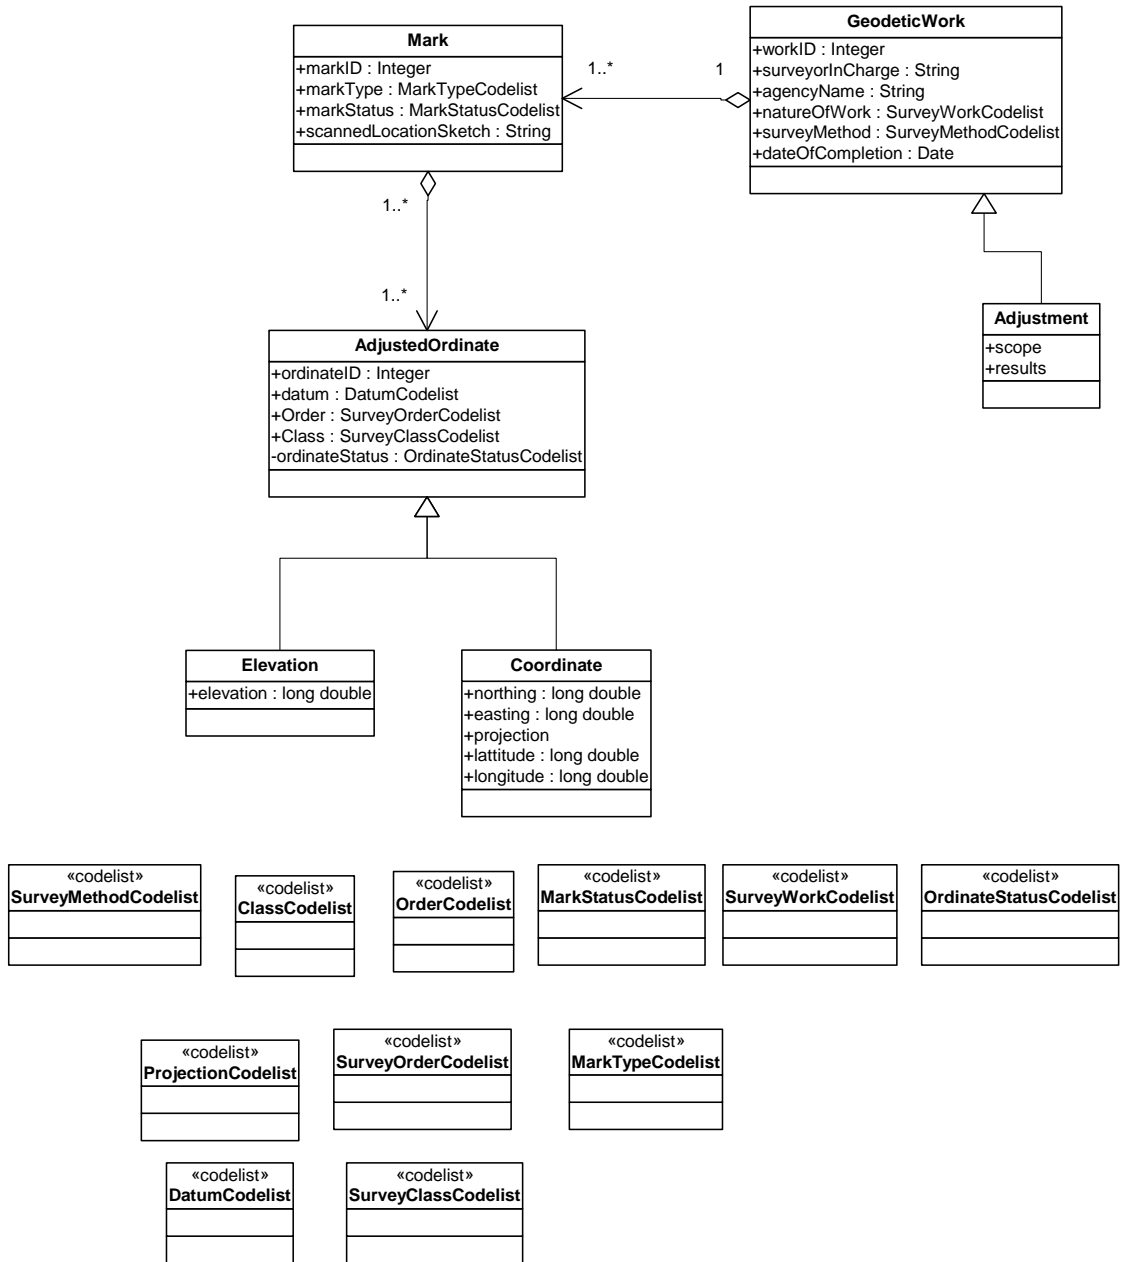 Mark
+markID : Integer
+markType : MarkTypeCodelist
+markStatus : MarkStatusCodelist
+scannedLocationSketch : String
1..*
1
GeodeticWork
+workID : Integer
+surveyorInCharge : String
+agencyName : String
+natureOfWork : SurveyWorkCodelist
+surveyMethod : SurveyMethodCodelist
+dateOfCompletion : Date
1..*
1..*
Adjustment
+scope
+results
AdjustedOrdinate
+ordinateID : Integer
+datum : DatumCodelist
+Order : SurveyOrderCodelist
+Class : SurveyClassCodelist
-ordinateStatus : OrdinateStatusCodelist
Elevation
+elevation : long double
Coordinate
+northing : long double
+easting : long double
+projection
+lattitude : long double
+longitude : long double
«codelist»
SurveyMethodCodelist
«codelist»
ClassCodelist
«codelist»
OrderCodelist
«codelist»
MarkStatusCodelist
«codelist»
SurveyWorkCodelist
«codelist»
OrdinateStatusCodelist
«codelist»
ProjectionCodelist
«codelist»
SurveyOrderCodelist
«codelist»
MarkTypeCodelist
«codelist»
DatumCodelist
«codelist»
SurveyClassCodelist